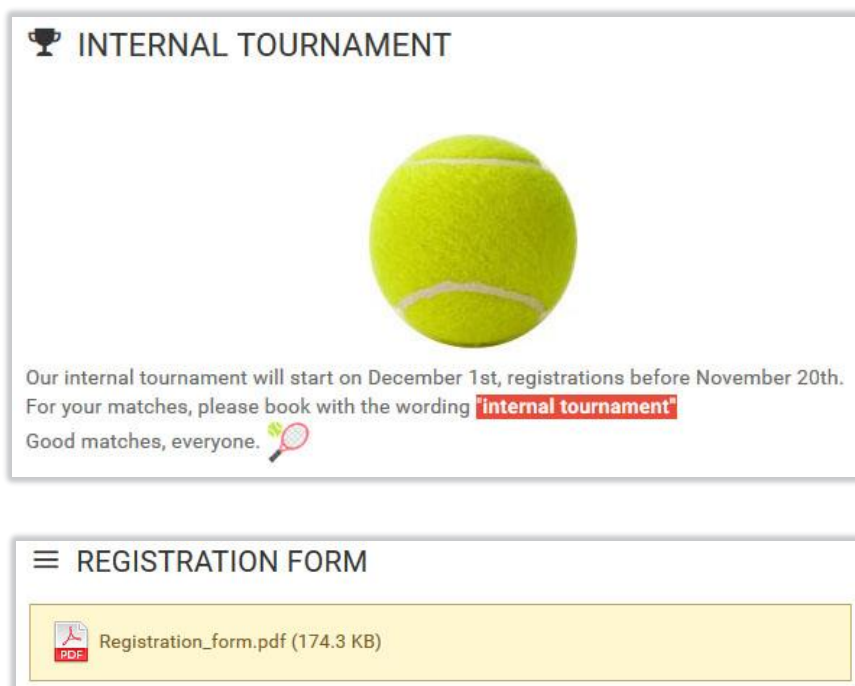 INTERNAL TOURNAMENT
Our internal tournament will start on December 1st, registrations before November 20th.
For your matches, please book with the wording "internal tournament"
Good matches, everyone.
REGISTRATION FORM
PDF
Registration_form.pdf (174.3 KB)